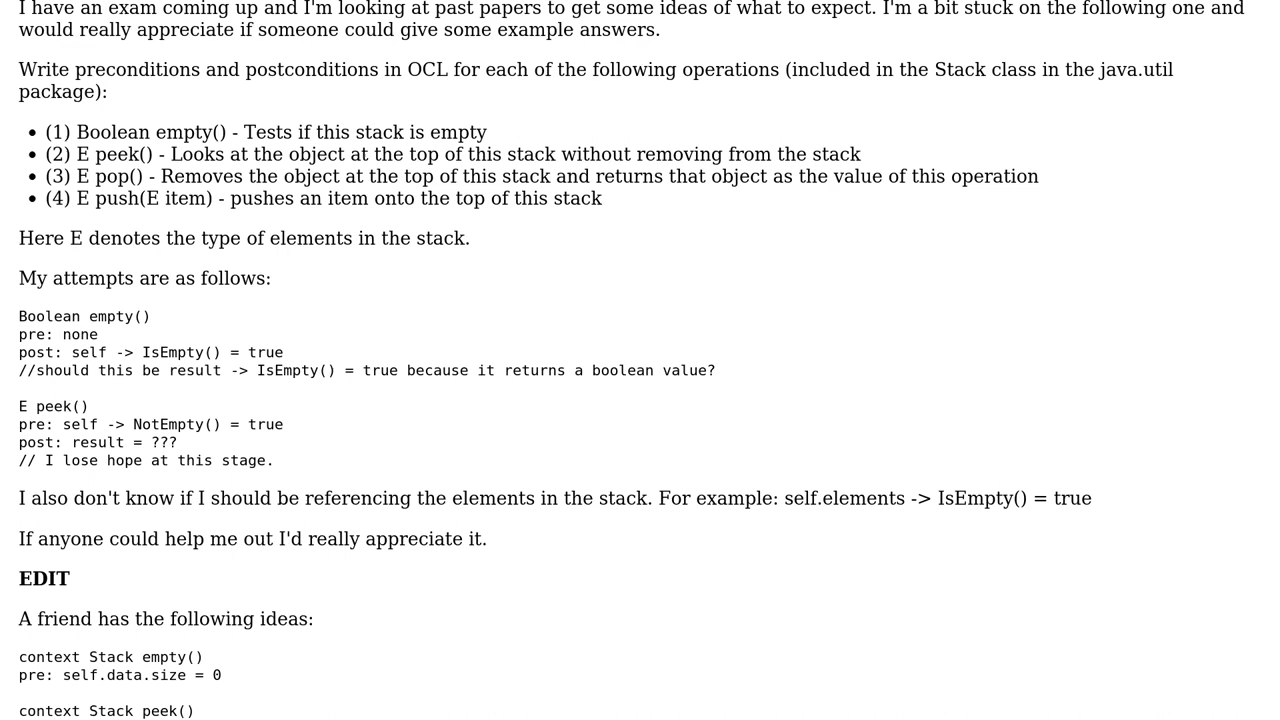 I have an exam coming up and I'm looking at past papers to get some ideas of what to expect. I'm a bit stuck on the following one and
would really appreciate if someone could give some example answers.
Write preconditions and postconditions in OCL for each of the following operations (included in the Stack class in the java.util
package):
• (1) Boolean empty() - Tests if this stack is empty
• (2) E peek() - Looks at the object at the top of this stack without removing from the stack
• (3) E pop() - Removes the object at the top of this stack and returns that object as the value of this operation
• (4) E push(E item) - pushes an item onto the top of this stack
Here E denotes the type of elements in the stack.
My attempts are as follows:
Boolean empty()
pre: none
post: self -> IsEmpty() = true
//should this be result -> IsEmpty() = true because it returns a boolean value?
E peek()
pre: self -> NotEmpty() = true
post: result = ???
// I lose hope at this stage.
I also don't know if I should be referencing the elements in the stack. For example: self.elements -> IsEmpty() = true
If anyone could help me out I'd really appreciate it.
EDIT
A friend has the following ideas:
context Stack empty()
pre: self.data.size = 0
context Stack peek()